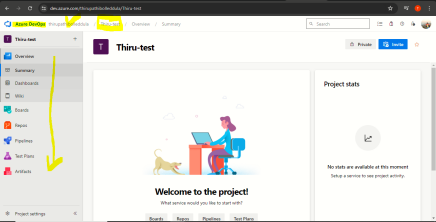 dev.azure.com/thirupathibolleddula/Thiru-test
Azure DevOps
Thiru-test / Overview / Summary
Search
T Thiru-test +
T Thiru-test
Private
Invite
Overview
Summary
Dashboards
Wiki
Boards
Repos
Pipelines
Test Plans
Artifacts
Project settings
Project stats
No stats are available at this moment
Setup a service to see project activity.
Welcome to the project!
What service would you like to start with?
Boards Repos Pipelines Test Plans